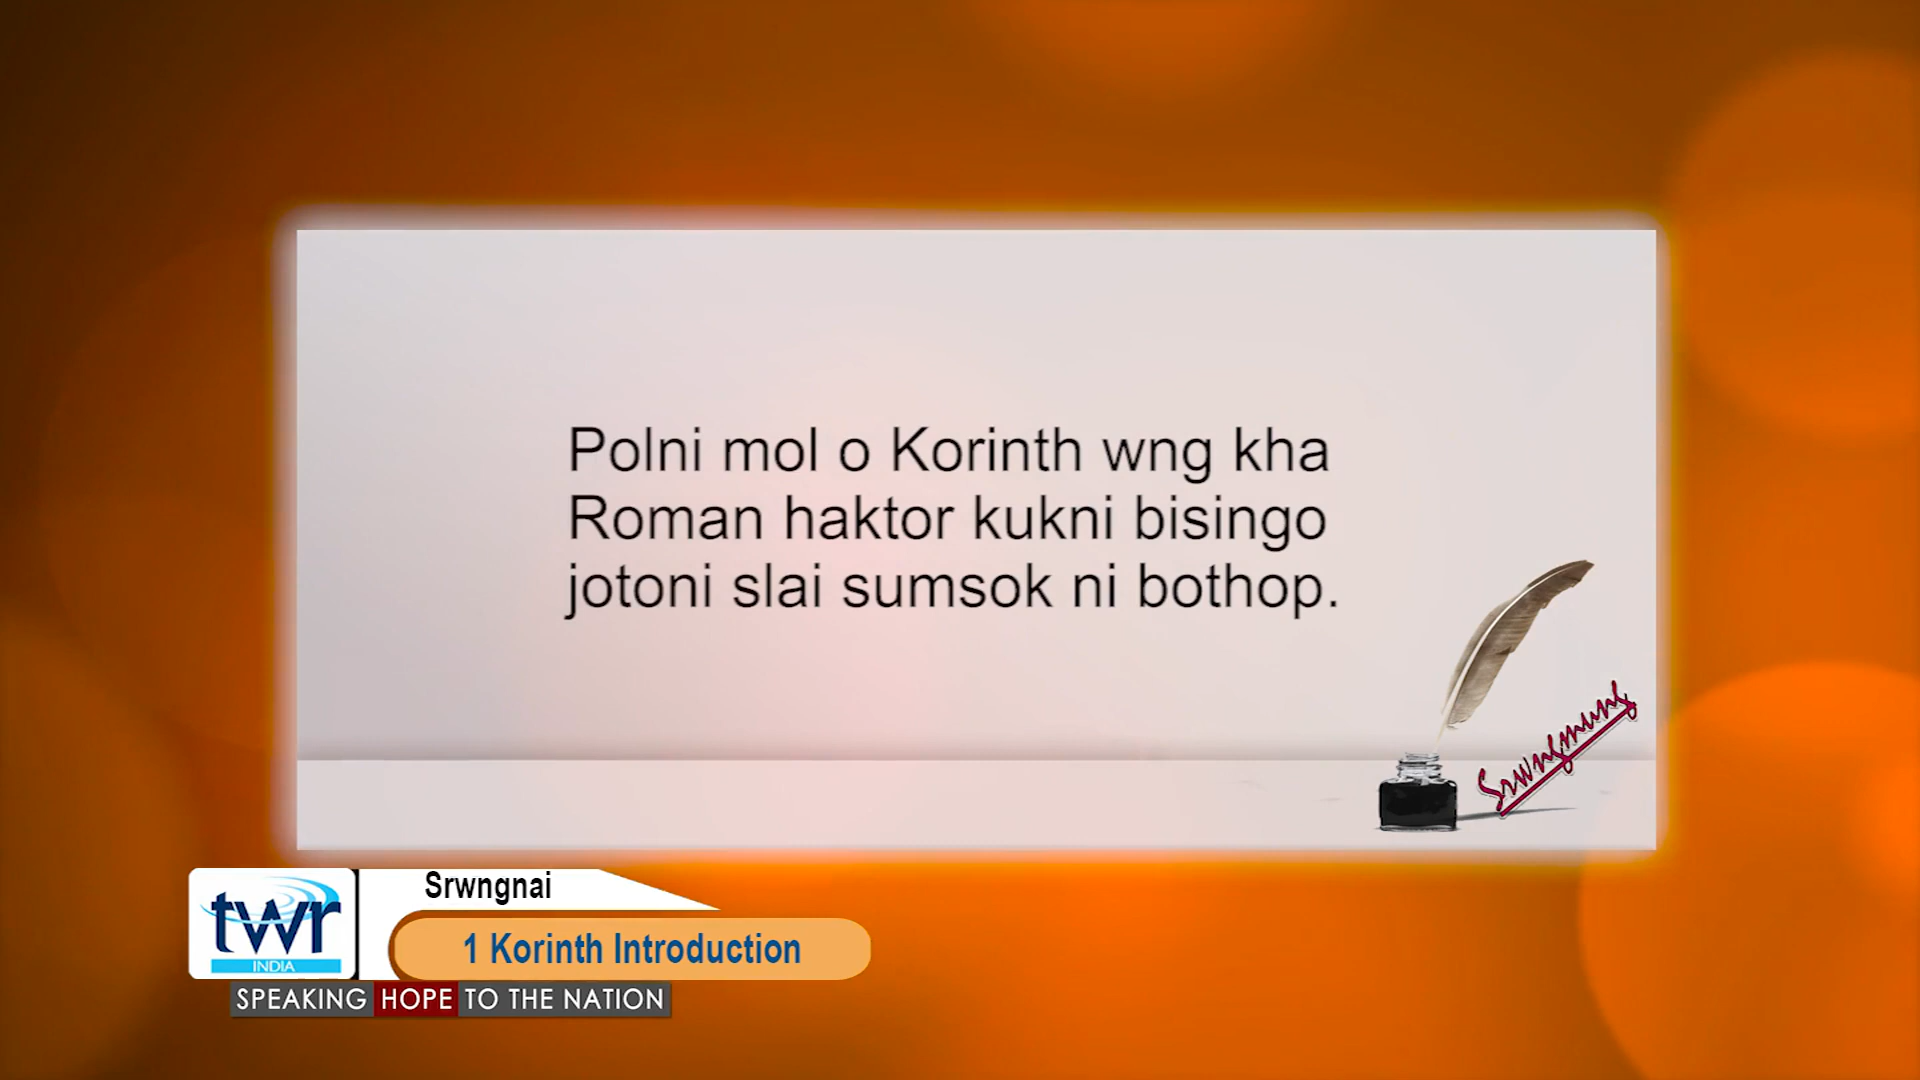 Polni mol o Korinth wng kha
Roman haktor kukni bisingo
jotoni slai sumsok ni bothop.
Srwngmung
twr
INDIA
Srwngnai
1 Korinth Introduction
SPEAKING HOPE TO THE NATION